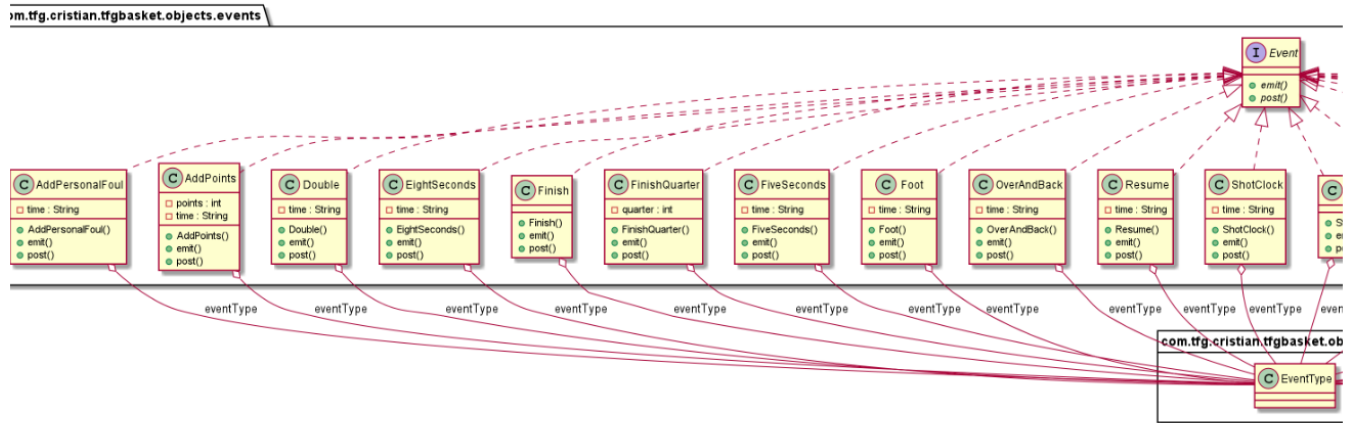 om.tfg.cristian.tfgbasket.objects.events
I Event
emit()
post()
C AddPersonalFoul
time : String
AddPersonalFoul()
emit()
post()
C AddPoints
points : int
time : String
AddPoints()
emit()
post()
C Double
time : String
Double()
emit()
post()
C EightSeconds
time : String
EightSeconds()
emit()
post()
C Finish
Finish()
emit()
post()
C FinishQuarter
quarter : int
FinishQuarter()
emit()
post()
C FiveSeconds
time : String
FiveSeconds()
emit()
post()
C Foot
time : String
Foot()
emit()
post()
C OverAndBack
time : String
OverAndBack()
emit()
post()
C Resume
time : String
Resume()
emit()
post()
C ShotClock
time : String
ShotClock()
emit()
post()
C
eventType eventType eventType eventType eventType eventType eventType eventType eventType eventType eventType even
com.tfg.cristian.tfgbasket.ob
C EventType